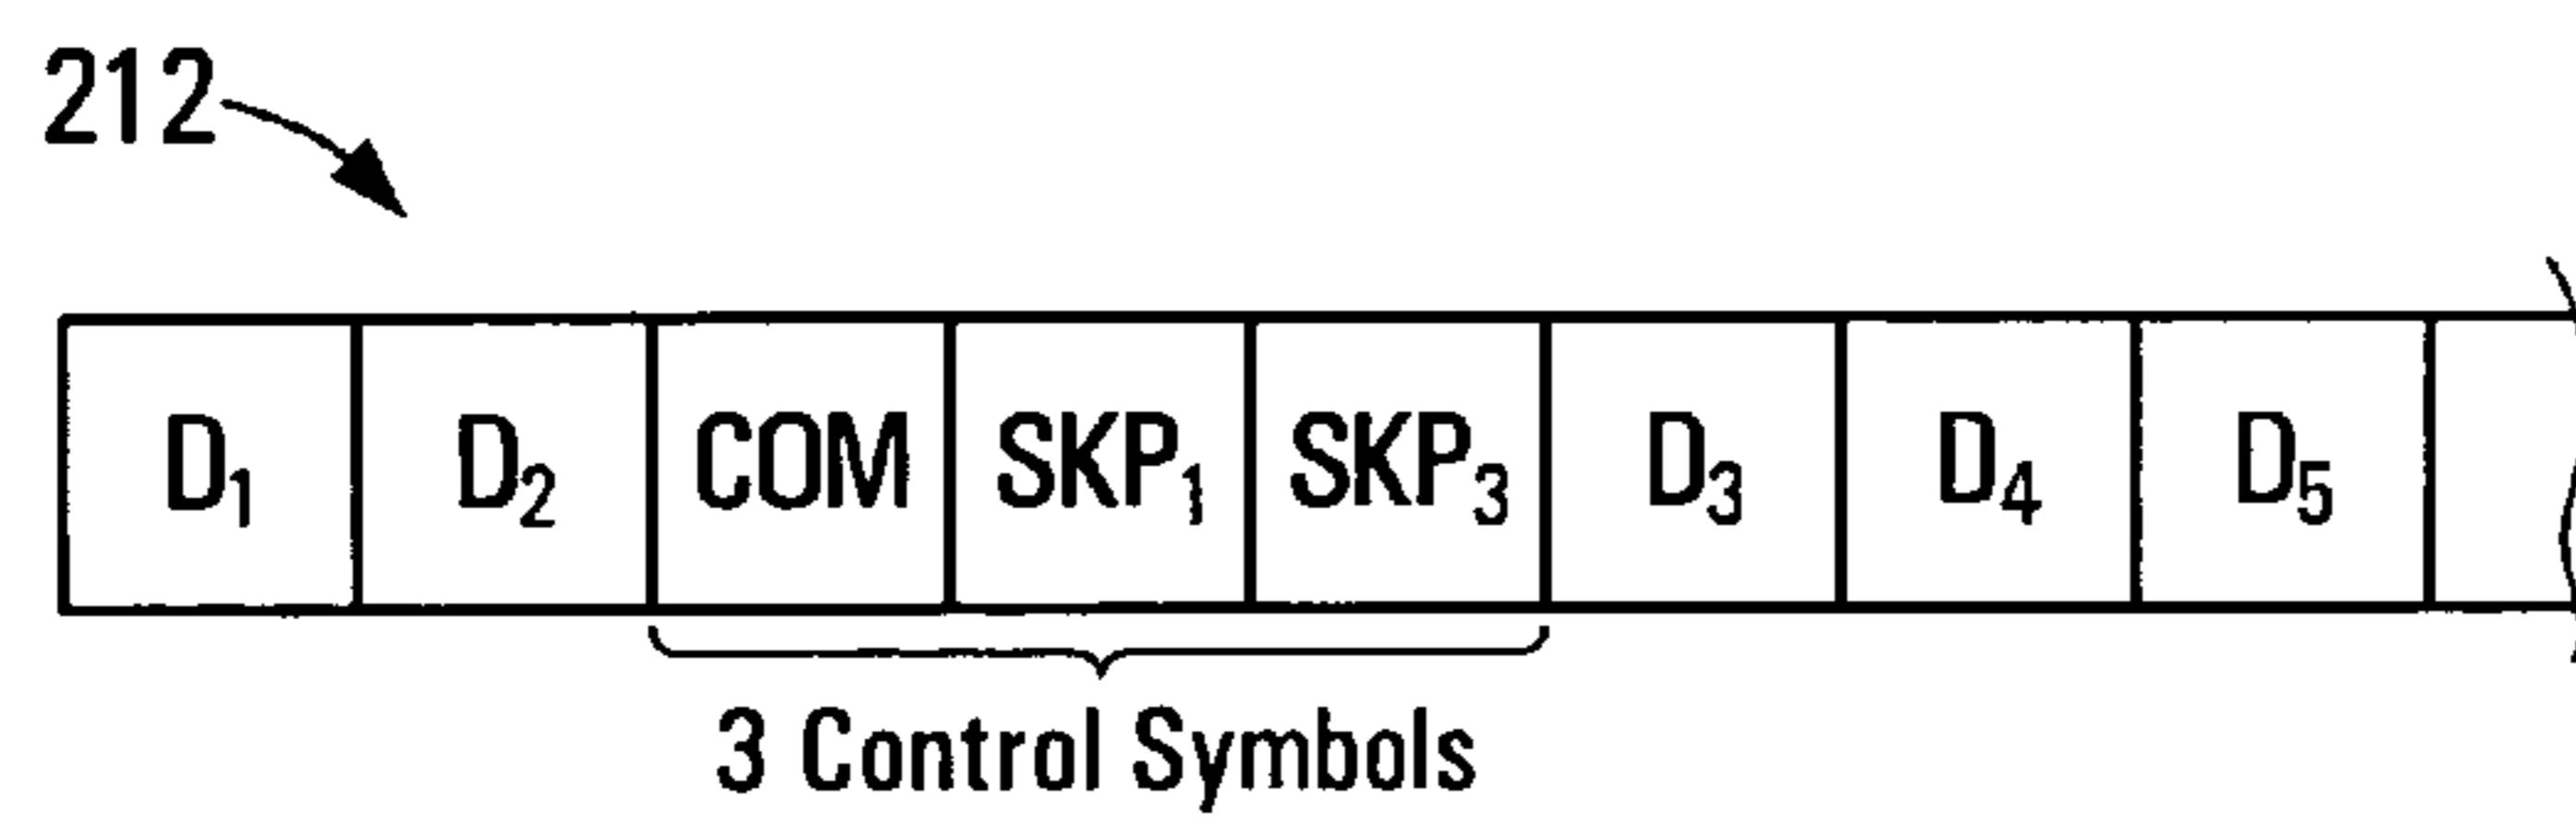 212
D₁ D₂ COM SKP₁ SKP₃ D₃ D₄ D₅
3 Control Symbols